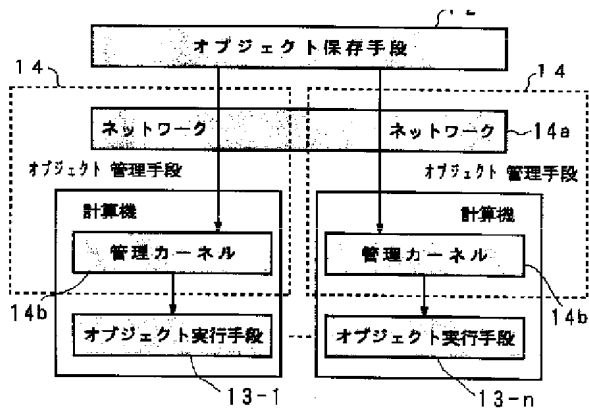 オブジェクト保存手段
14
14
ネットワーク
ネットワーク
14a
オブジェクト管理手段
オブジェクト管理手段
計算機
計算機
管理カーネル
管理カーネル
14b
14b
オブジェクト実行手段
オブジェクト実行手段
13-1
13-n